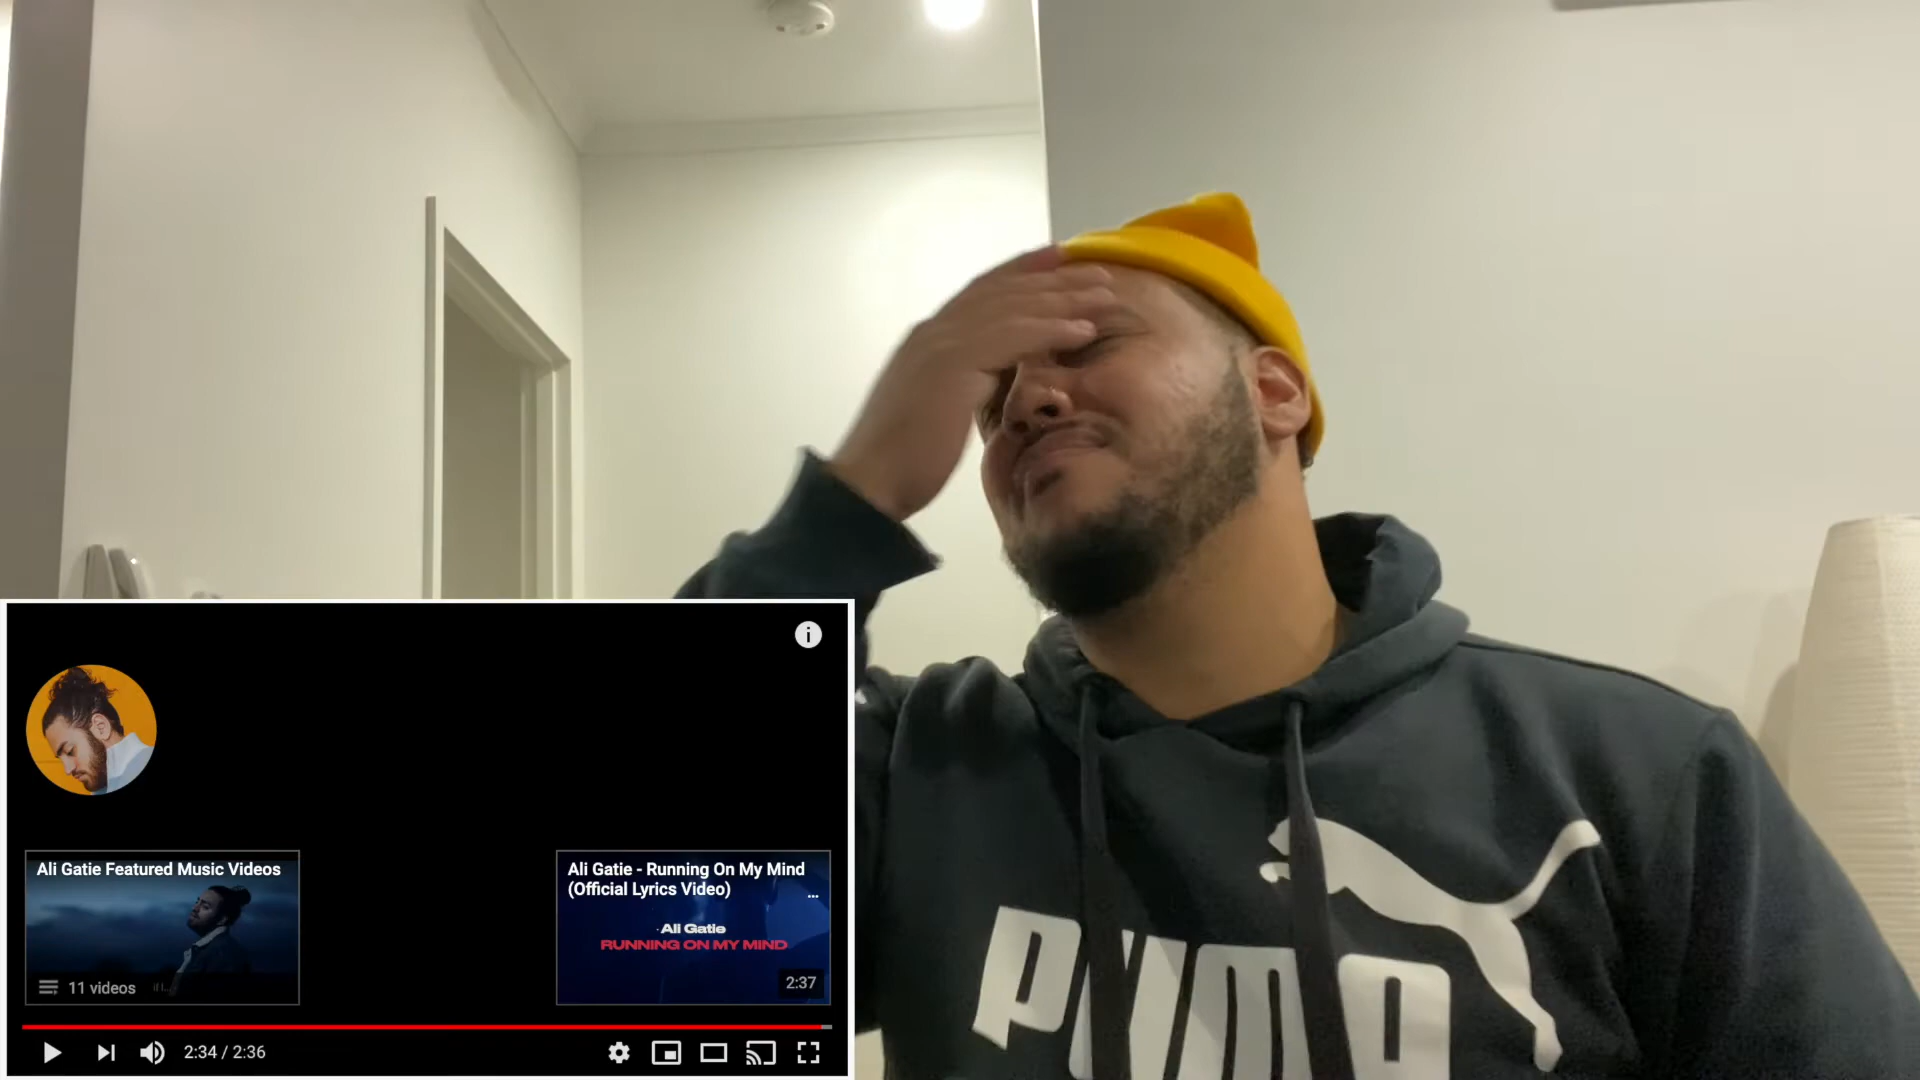 Ali Gatie Featured Music Videos
11 videos
Ali Gatie - Running On My Mind
(Official Lyrics Video)
...
Ali Gatie
RUNNING ON MY MIND
2:37
2:34 / 2:36
PUMA